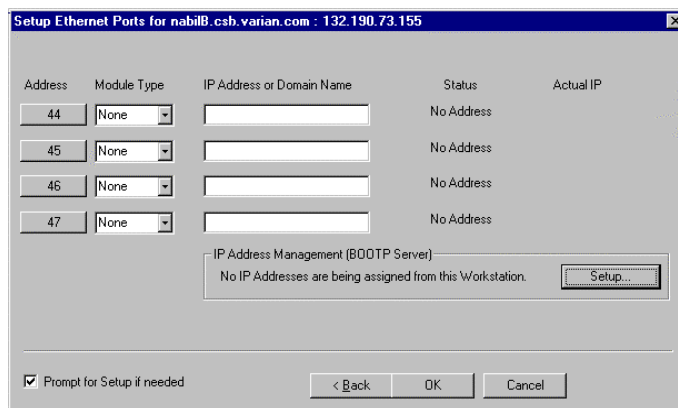 Setup Ethernet Ports for nabilB.csb.varian.com : 132.190.73.155
Address Module Type IP Address or Domain Name Status Actual IP
44 None No Address
45 None No Address
46 None No Address
47 None No Address
IP Address Management (BOOTP Server)
No IP Addresses are being assigned from this Workstation. Setup...
Prompt for Setup if needed < Back OK Cancel